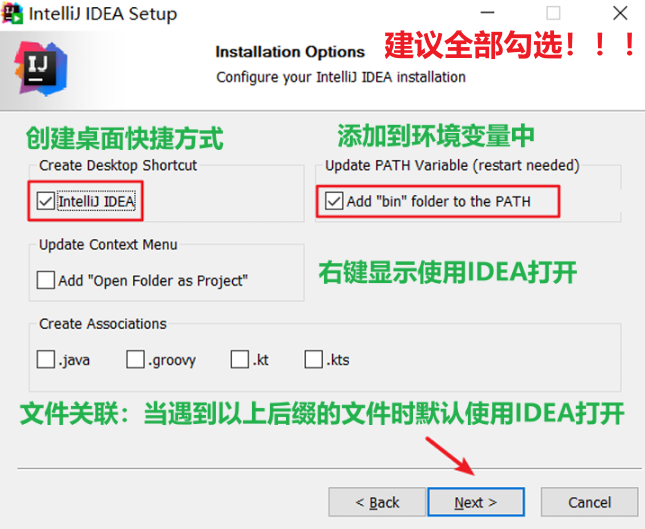 IntelliJ IDEA Setup
IJ
Installation Options
建议全部勾选！！！
Configure your IntelliJ IDEA installation
创建桌面快捷方式
添加到环境变量中
Create Desktop Shortcut
Update PATH Variable (restart needed)
IntelliJ IDEA
Add "bin" folder to the PATH
Update Context Menu
Add "Open Folder as Project"
右键显示使用IDEA打开
Create Associations
.java
.groovy
.kt
.kts
文件关联：当遇到以上后缀的文件时默认使用IDEA打开
< Back
Next >
Cancel